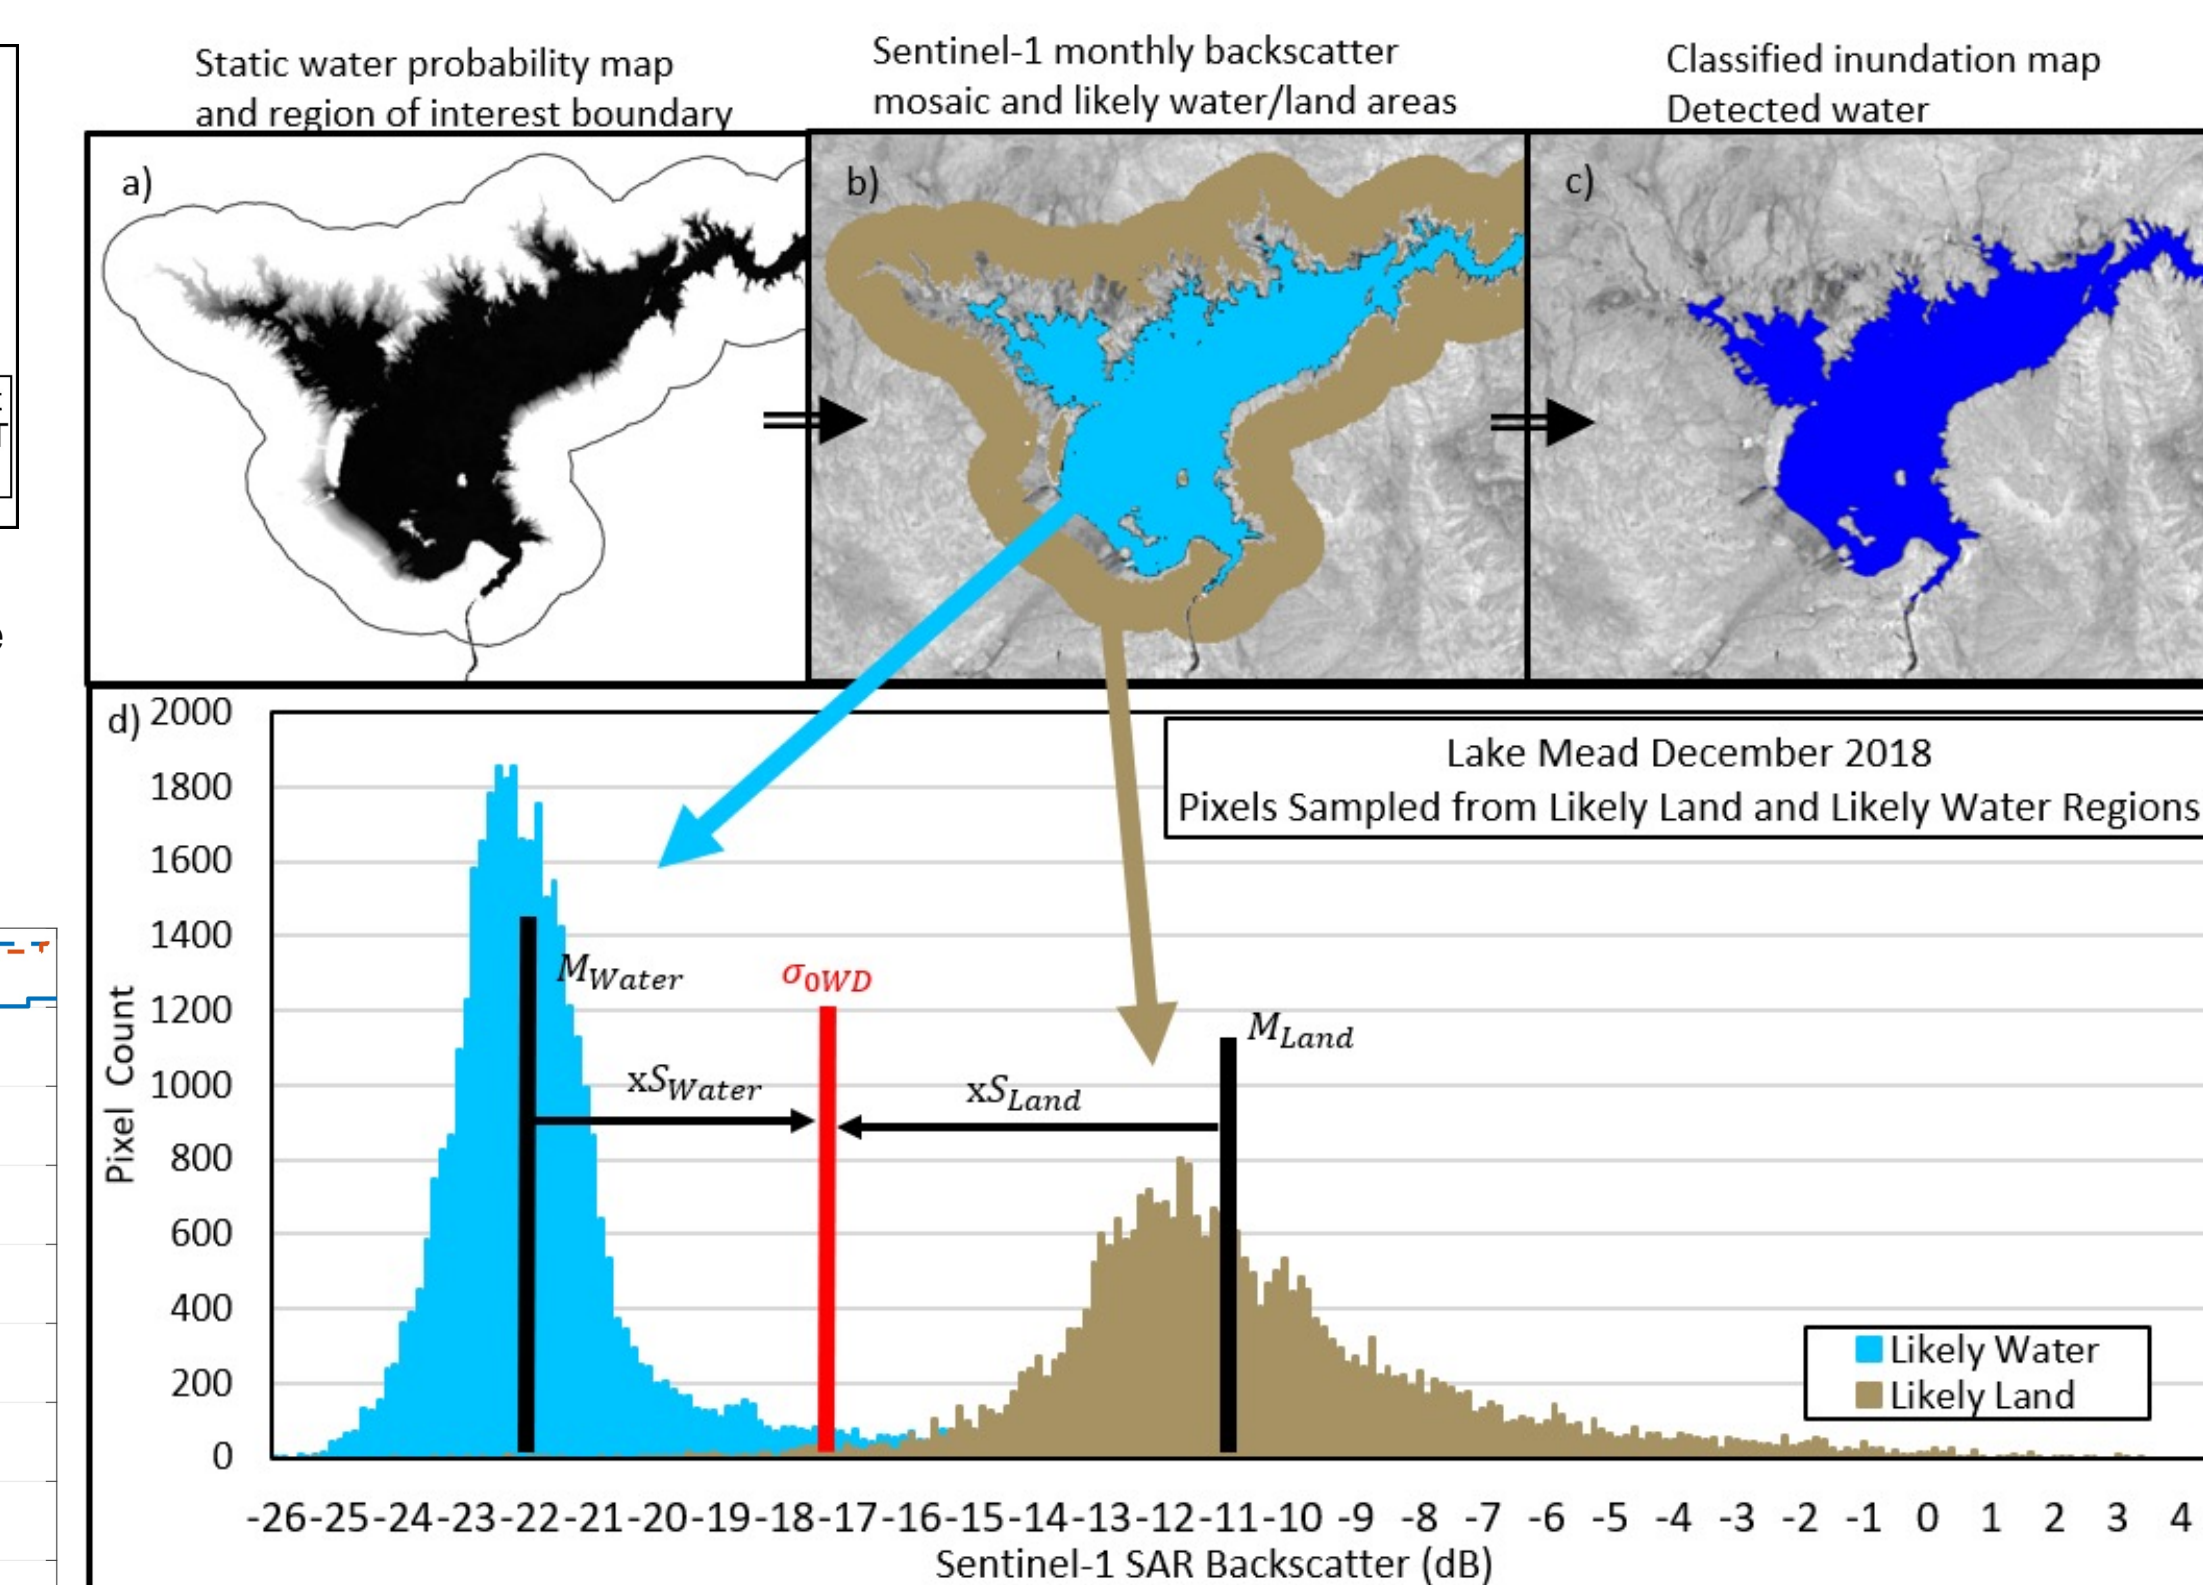 Static water probability map
and region of interest boundary
Sentinel-1 monthly backscatter
mosaic and likely water/land areas
Classified inundation map
Detected water
a)
b)
c)
d)
2000
1800
1600
1400
1200
1000
800
600
400
200
0
Pixel Count
Lake Mead December 2018
Pixels Sampled from Likely Land and Likely Water Regions
M_Water
σ_0WD
M_Land
xS_Water
xS_Land
Likely Water
Likely Land
-26 -25 -24 -23 -22 -21 -20 -19 -18 -17 -16 -15 -14 -13 -12 -11 -10 -9 -8 -7 -6 -5 -4 -3 -2 -1 0 1 2 3 4
Sentinel-1 SAR Backscatter (dB)